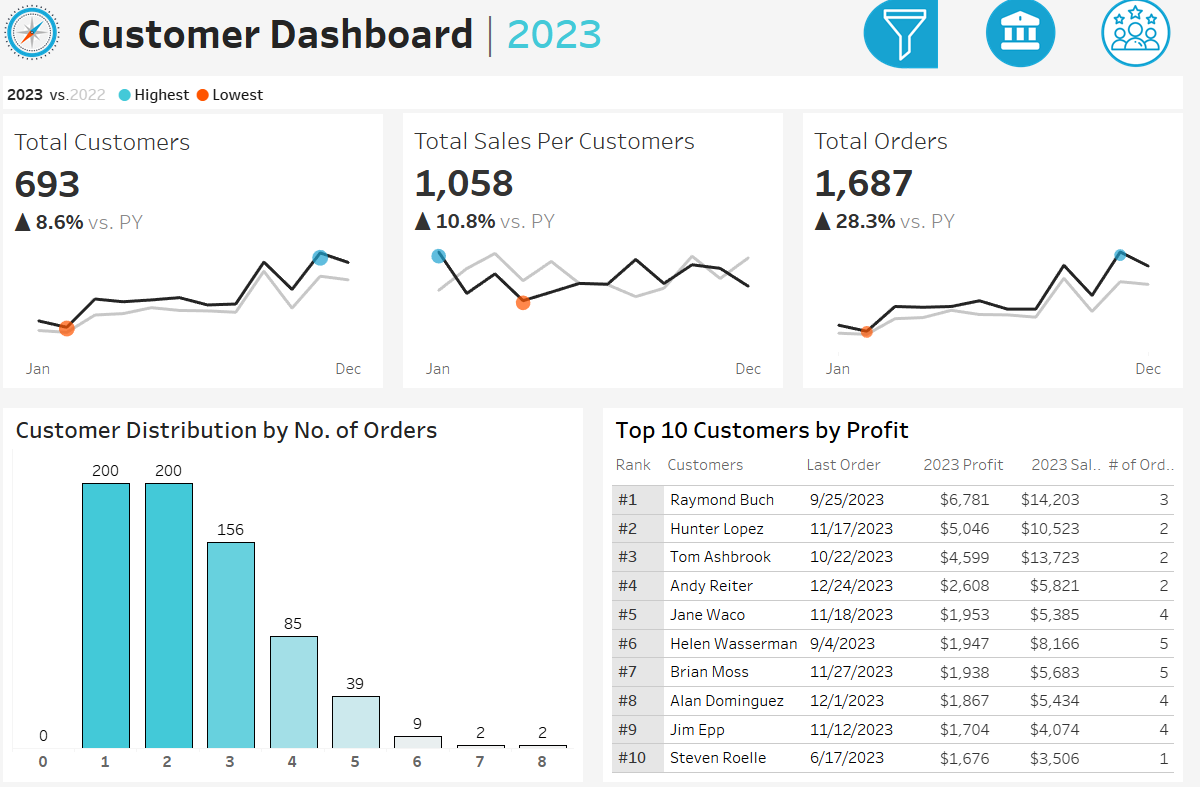 Customer Dashboard | 2023
2023 vs.2022 Highest Lowest
Total Customers
693
▲ 8.6% vs. PY
Jan Dec
Total Sales Per Customers
1,058
▲ 10.8% vs. PY
Jan Dec
Total Orders
1,687
▲ 28.3% vs. PY
Jan Dec
Customer Distribution by No. of Orders
0 200 200 156 85 39 9 2 2
0 1 2 3 4 5 6 7 8
Top 10 Customers by Profit
Rank Customers Last Order 2023 Profit 2023 Sal.. # of Ord..
#1 Raymond Buch 9/25/2023 $6,781 $14,203 3
#2 Hunter Lopez 11/17/2023 $5,046 $10,523 2
#3 Tom Ashbrook 10/22/2023 $4,599 $13,723 2
#4 Andy Reiter 12/24/2023 $2,608 $5,821 2
#5 Jane Waco 11/18/2023 $1,953 $5,385 4
#6 Helen Wasserman 9/4/2023 $1,947 $8,166 5
#7 Brian Moss 11/27/2023 $1,938 $5,683 5
#8 Alan Dominguez 12/1/2023 $1,867 $5,434 4
#9 Jim Epp 11/12/2023 $1,704 $4,074 4
#10 Steven Roelle 6/17/2023 $1,676 $3,506 1